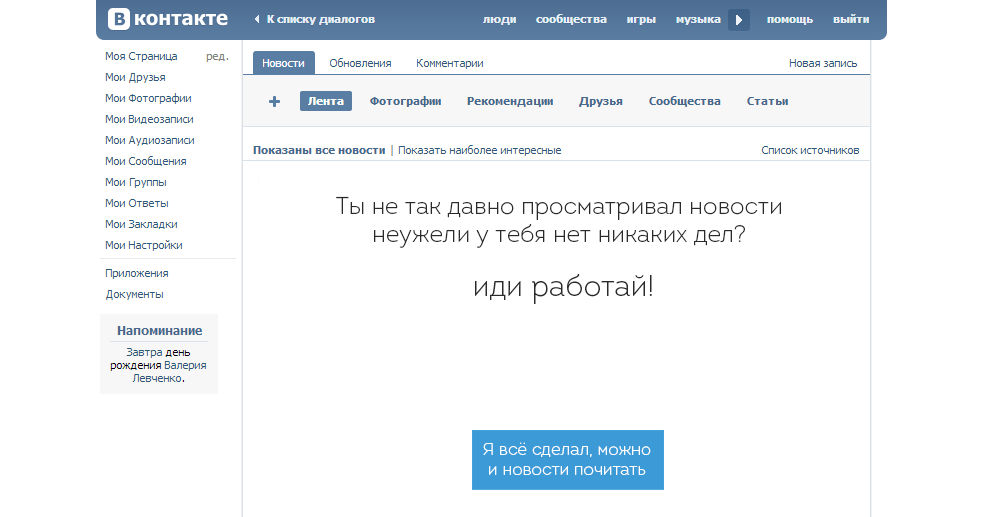 В контакте
К списку диалогов
люди
сообщества
игры
музыка
помощь
выйти
Моя Страница
ред.
Мои Друзья
Мои Фотографии
Мои Видеозаписи
Мои Аудиозаписи
Мои Сообщения
Мои Группы
Мои Ответы
Мои Закладки
Мои Настройки
Приложения
Документы
Напоминание
Завтра день
рождения Валерия
Левченко.
Новости
Обновления
Комментарии
Новая запись
+
Лента
Фотографии
Рекомендации
Друзья
Сообщества
Статьи
Показаны все новости | Показать наиболее интересные
Список источников
Ты не так давно просматривал новости
неужели у тебя нет никаких дел?
иди работай!
Я всё сделал, можно
и новости почитать